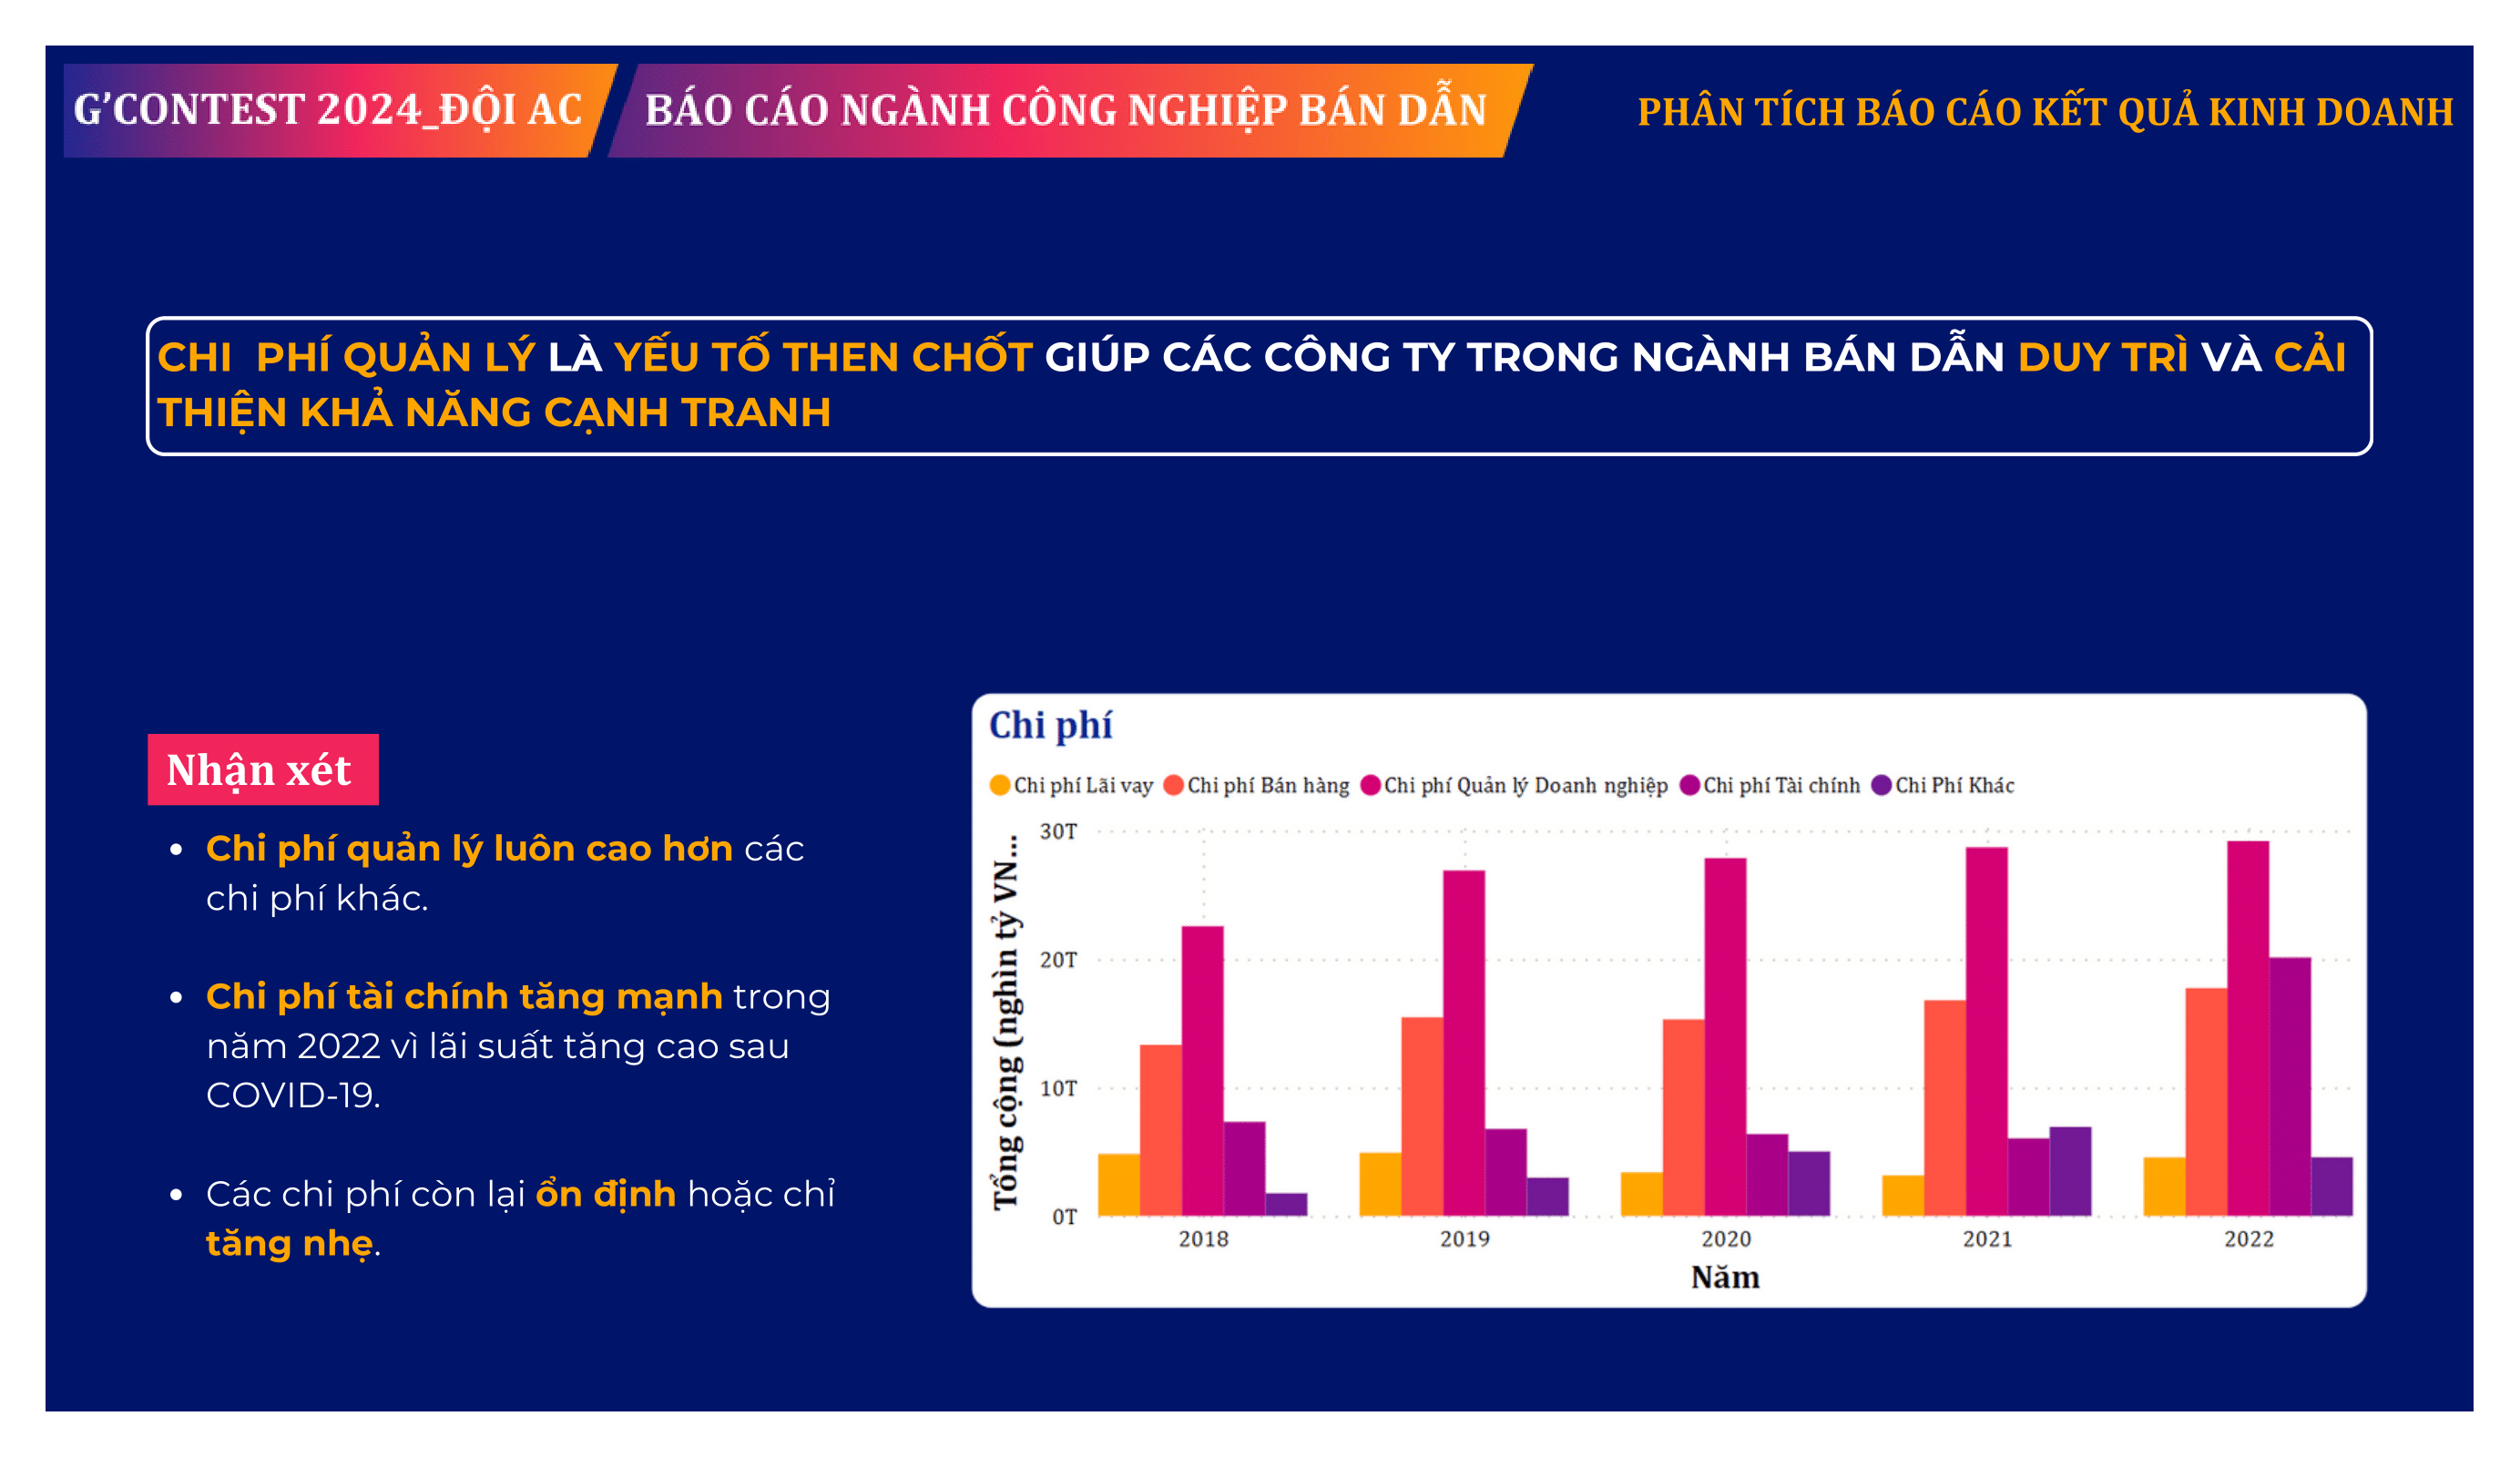 G'CONTEST 2024_ĐỘI AC
BÁO CÁO NGÀNH CÔNG NGHIỆP BÁN DẪN
PHÂN TÍCH BÁO CÁO KẾT QUẢ KINH DOANH
CHI PHÍ QUẢN LÝ LÀ YẾU TỐ THEN CHỐT GIÚP CÁC CÔNG TY TRONG NGÀNH BÁN DẪN DUY TRÌ VÀ CẢI
THIỆN KHẢ NĂNG CẠNH TRANH
Nhận xét
• Chi phí quản lý luôn cao hơn các
chi phí khác.
• Chi phí tài chính tăng mạnh trong
năm 2022 vì lãi suất tăng cao sau
COVID-19.
• Các chi phí còn lại ổn định hoặc chỉ
tăng nhẹ.
Chi phí
Chi phí Lãi vay Chi phí Bán hàng Chi phí Quản lý Doanh nghiệp Chi phí Tài chính Chi Phí Khác
Tổng cộng (nghìn tỷ VN...
30T
20T
10T
0T
2018 2019 2020 2021 2022
Năm